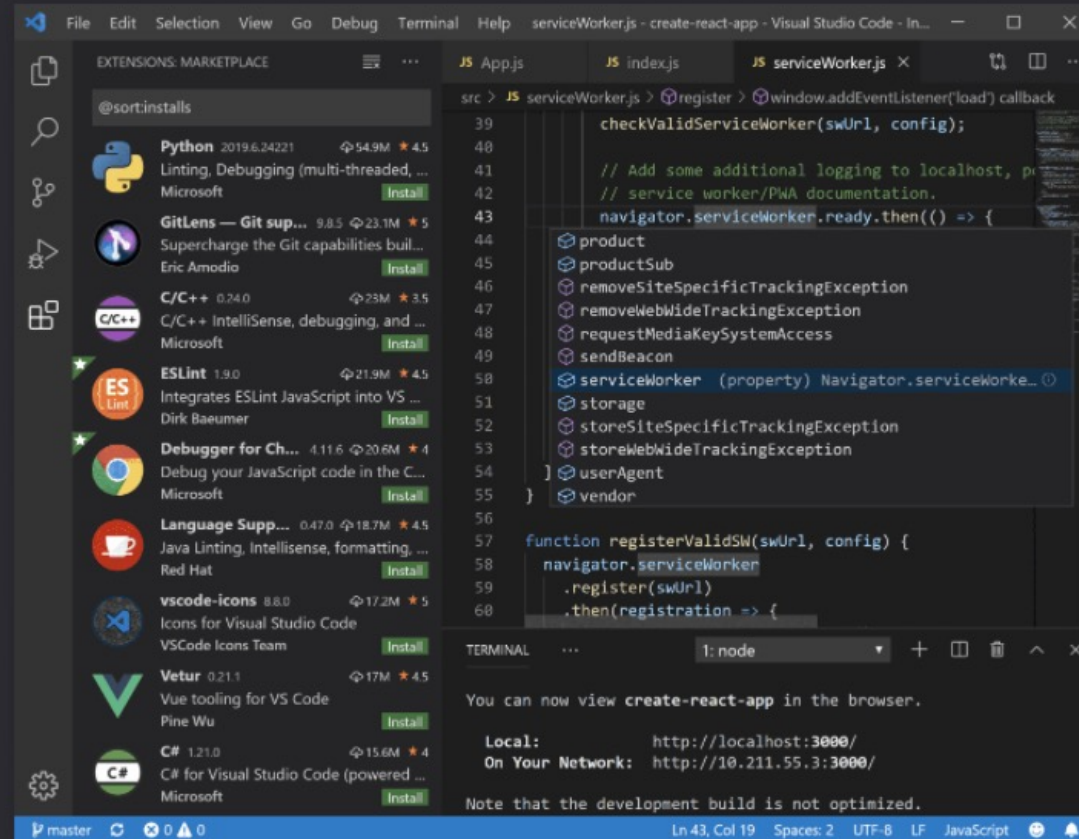 File Edit Selection View Go Debug Terminal Help serviceWorker.js - create-react-app - Visual Studio Code - In...
EXTENSIONS: MARKETPLACE ...
@sort:installs
Python 2019.6.24221 54.9M ★ 4.5
Linting, Debugging (multi-threaded, ...
Microsoft Install
GitLens — Git sup... 9.8.5 23.1M ★ 5
Supercharge the Git capabilities buil...
Eric Amodio Install
C/C++ 0.24.0 23M ★ 3.5
C/C++
C/C++ IntelliSense, debugging, and ...
Microsoft Install
ESLint 1.9.0 21.9M ★ 4.5
ES
Lint
Integrates ESLint JavaScript into VS ...
Dirk Baeumer Install
Debugger for Ch... 4.11.6 20.6M ★ 4
Debug your JavaScript code in the C...
Microsoft Install
Language Supp... 0.47.0 18.7M ★ 4.5
Java Linting, Intellisense, formatting, ...
Red Hat Install
vscode-icons 8.8.0 17.2M ★ 5
Icons for Visual Studio Code
VSCode Icons Team Install
Vetur 0.21.1 17M ★ 4.5
Vue tooling for VS Code
Pine Wu Install
C# 1.21.0 15.6M ★ 4
C#
C# for Visual Studio Code (powered ...
Microsoft Install
JS App.js JS index.js JS serviceWorker.js ×
src > JS serviceWorker.js > register > window.addEventListener('load') callback
39 checkValidServiceWorker(swUrl, config);
40
41 // Add some additional logging to localhost,
42 // service worker/PWA documentation.
43 navigator.serviceWorker.ready.then(() => {
44 product
45 productSub
46 removeSiteSpecificTrackingException
47 removeWebWideTrackingException
48 requestMediaKeySystemAccess
49 sendBeacon
50 serviceWorker (property) Navigator.serviceWorke...
51 storage
52 storeSiteSpecificTrackingException
53 storeWebWideTrackingException
54 } userAgent
55 } vendor
56
57 function registerValidSW(swUrl, config) {
58 navigator.serviceWorker
59 .register(swUrl)
60 .then(registration => {
TERMINAL ... 1: node
You can now view create-react-app in the browser.
Local: http://localhost:3000/
On Your Network: http://10.211.55.3:3000/
Note that the development build is not optimized.
master 0 0 Ln 43, Col 19 Spaces: 2 UTF-8 LF JavaScript